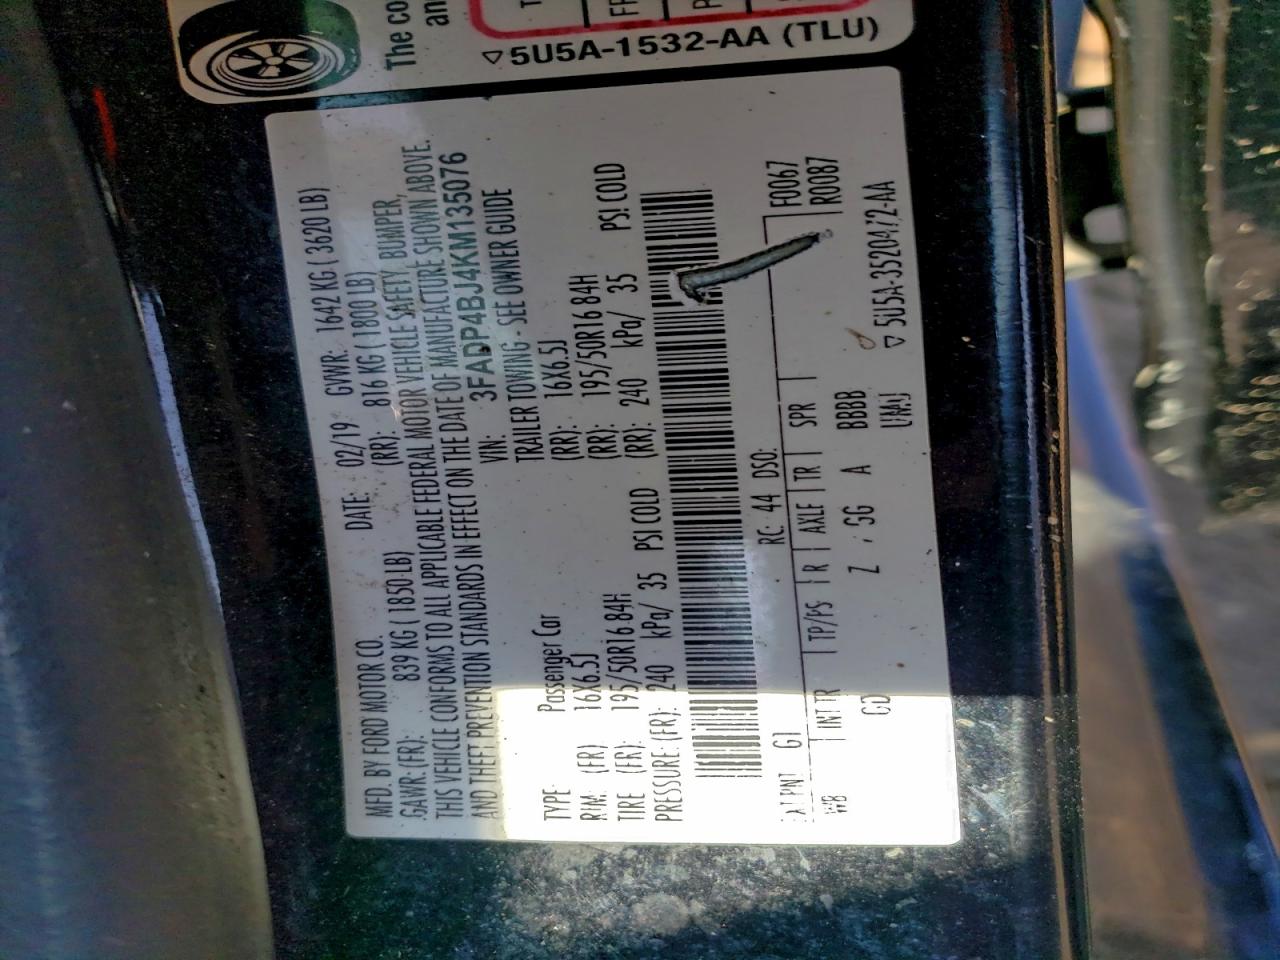 The co
an
5U5A-1532-AA (TLU)
MFD. BY FORD MOTOR CO. DATE: 02/19 GVWR: 1642 KG ( 3620 LB)
GAWR: (FR): 839 KG ( 1850 LB) (RR): 816 KG ( 1800 LB)
THIS VEHICLE CONFORMS TO ALL APPLICABLE FEDERAL MOTOR VEHICLE SAFETY, BUMPER,
AND THEFT PREVENTION STANDARDS IN EFFECT ON THE DATE OF MANUFACTURE SHOWN ABOVE.
VIN: 3FADP4BJ4KM135076
TRAILER TOWING - SEE OWNER GUIDE
TYPE: Passenger Car
RIM: (FR) 16X6.5J (RR): 16X6.5J
TIRE (FR): 195/50R16 84H (RR): 195/50R16 84H
PRESSURE: (FR): 240 kPa/ 35 PSI COLD (RR): 240 kPa/ 35 PSI COLD
F0067
RC: 44 DSO: R0087
G1
WB INT TR TP/PS R AXLE TR SPR
GD Z SG A BBBB
5U5A-3520472-AA